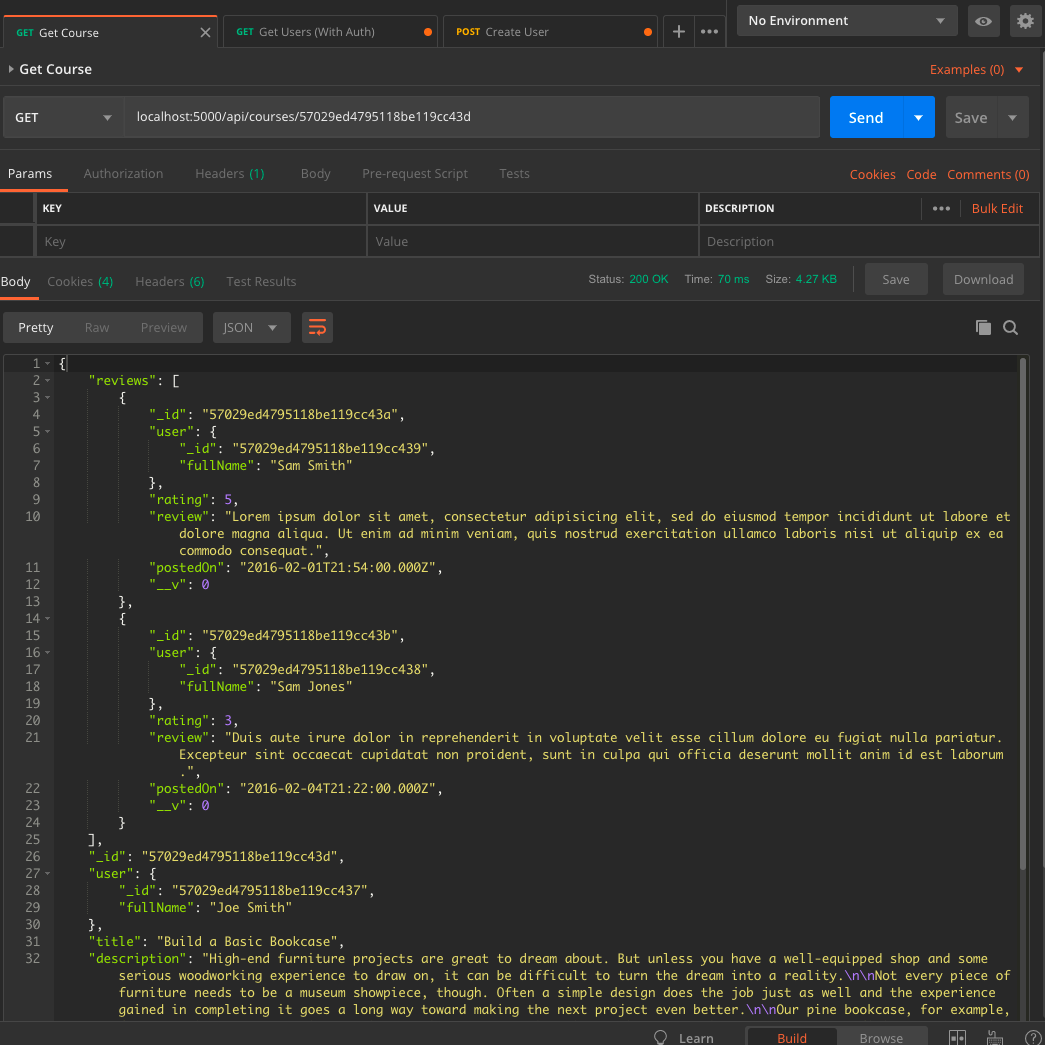 GET Get Course
GET Get Users (With Auth)
POST Create User
No Environment
Get Course
Examples (0)
GET
localhost:5000/api/courses/57029ed4795118be119cc43d
Send
Save
Params Authorization Headers (1) Body Pre-request Script Tests
Cookies Code Comments (0)
KEY VALUE DESCRIPTION
Bulk Edit
Key Value Description
Body Cookies (4) Headers (6) Test Results
Status: 200 OK Time: 70 ms Size: 4.27 KB
Save
Download
Pretty Raw Preview JSON
1 {
2 "reviews": [
3 {
4 "_id": "57029ed4795118be119cc43a",
5 "user": {
6 "_id": "57029ed4795118be119cc439",
7 "fullName": "Sam Smith"
8 },
9 "rating": 5,
10 "review": "Lorem ipsum dolor sit amet, consectetur adipisicing elit, sed do eiusmod tempor incididunt ut labore et
dolore magna aliqua. Ut enim ad minim veniam, quis nostrud exercitation ullamco laboris nisi ut aliquip ex ea
commodo consequat.",
11 "postedOn": "2016-02-01T21:54:00.000Z",
12 "__v": 0
13 },
14 {
15 "_id": "57029ed4795118be119cc43b",
16 "user": {
17 "_id": "57029ed4795118be119cc438",
18 "fullName": "Sam Jones"
19 },
20 "rating": 3,
21 "review": "Duis aute irure dolor in reprehenderit in voluptate velit esse cillum dolore eu fugiat nulla pariatur.
Excepteur sint occaecat cupidatat non proident, sunt in culpa qui officia deserunt mollit anim id est laborum
.",
22 "postedOn": "2016-02-04T21:22:00.000Z",
23 "__v": 0
24 }
25 ],
26 "_id": "57029ed4795118be119cc43d",
27 "user": {
28 "_id": "57029ed4795118be119cc437",
29 "fullName": "Joe Smith"
30 },
31 "title": "Build a Basic Bookcase",
32 "description": "High-end furniture projects are great to dream about. But unless you have a well-equipped shop and some
serious woodworking experience to draw on, it can be difficult to turn the dream into a reality.\n\nNot every piece of
furniture needs to be a museum showpiece, though. Often a simple design does the job just as well and the experience
gained in completing it goes a long way toward making the next project even better.\n\nOur pine bookcase, for example,
Learn
Build Browse